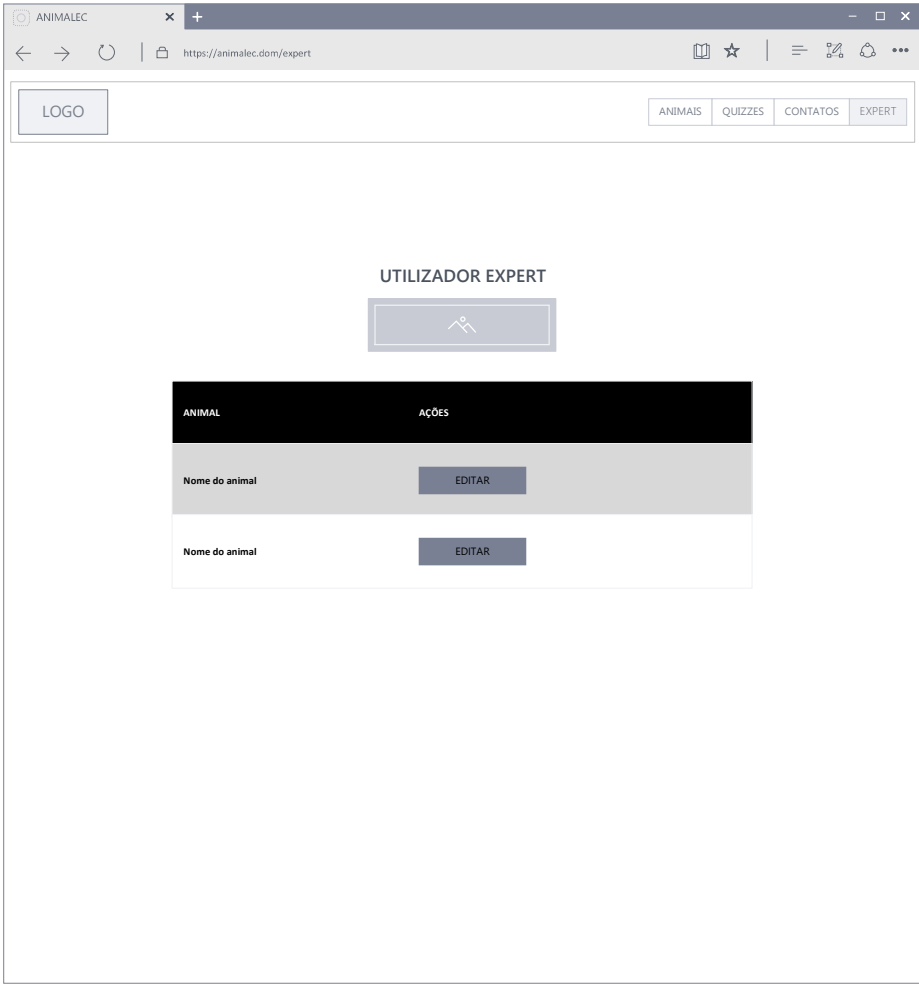 ANIMALEC
https://animalec.dom/expert
LOGO
ANIMAIS QUIZZES CONTATOS EXPERT
UTILIZADOR EXPERT
ANIMAL AÇÕES
Nome do animal EDITAR
Nome do animal EDITAR